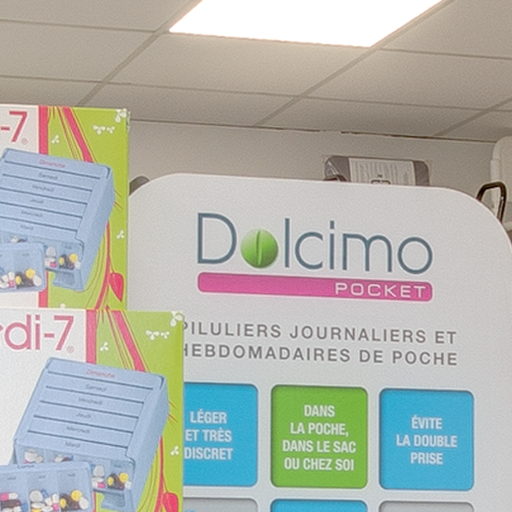 -7
Dimanche
Samedi
Vendredi
Jeudi
Mercredi
Mardi
di-7
Dimanche
Samedi
Vendredi
Jeudi
Mercredi
Mardi
Dolcimo
POCKET
PILULIERS JOURNALIERS ET
HEBDOMADAIRES DE POCHE
LÉGER
ET TRÈS
DISCRET
DANS
LA POCHE,
DANS LE SAC
OU CHEZ SOI
ÉVITE
LA DOUBLE
PRISE